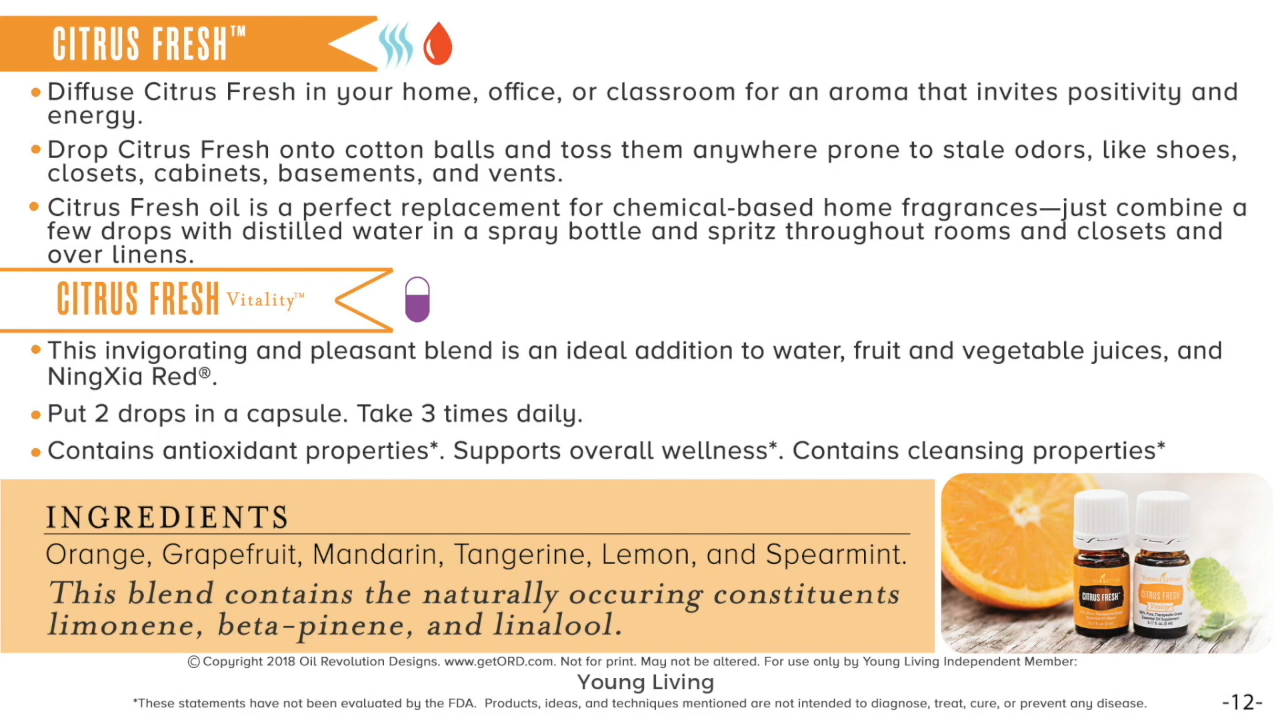 CITRUS FRESH™
• Diffuse Citrus Fresh in your home, office, or classroom for an aroma that invites positivity and
energy.
• Drop Citrus Fresh onto cotton balls and toss them anywhere prone to stale odors, like shoes,
closets, cabinets, basements, and vents.
• Citrus Fresh oil is a perfect replacement for chemical-based home fragrances—just combine a
few drops with distilled water in a spray bottle and spritz throughout rooms and closets and
over linens.
CITRUS FRESH Vitality™
• This invigorating and pleasant blend is an ideal addition to water, fruit and vegetable juices, and
NingXia Red®.
• Put 2 drops in a capsule. Take 3 times daily.
• Contains antioxidant properties*. Supports overall wellness*. Contains cleansing properties*
INGREDIENTS
Orange, Grapefruit, Mandarin, Tangerine, Lemon, and Spearmint.
This blend contains the naturally occuring constituents
limonene, beta-pinene, and linalool.
CITRUS FRESH™
CITRUS FRESH
Vitality
© Copyright 2018 Oil Revolution Designs. www.getORD.com. Not for print. May not be altered. For use only by Young Living Independent Member:
Young Living
*These statements have not been evaluated by the FDA. Products, ideas, and techniques mentioned are not intended to diagnose, treat, cure, or prevent any disease.
-12-